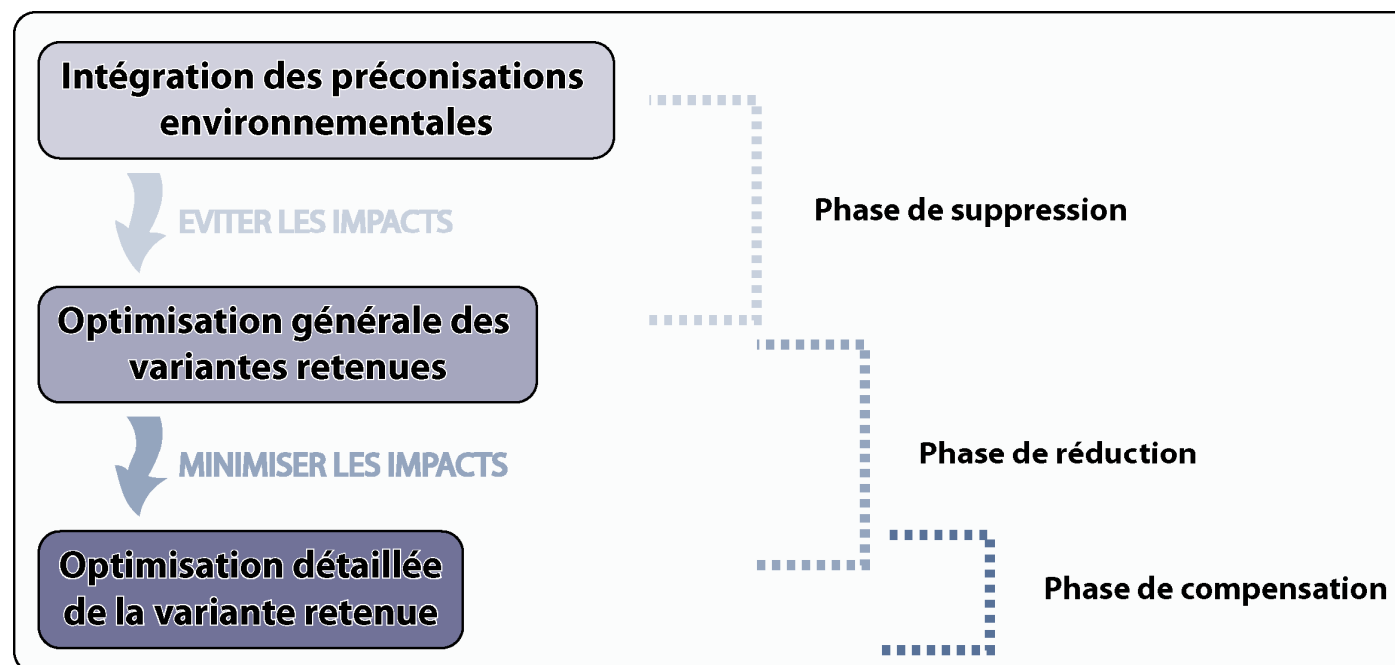 Intégration des préconisations
environnementales
EVITER LES IMPACTS
Phase de suppression
Optimisation générale des
variantes retenues
MINIMISER LES IMPACTS
Phase de réduction
Optimisation détaillée
de la variante retenue
Phase de compensation